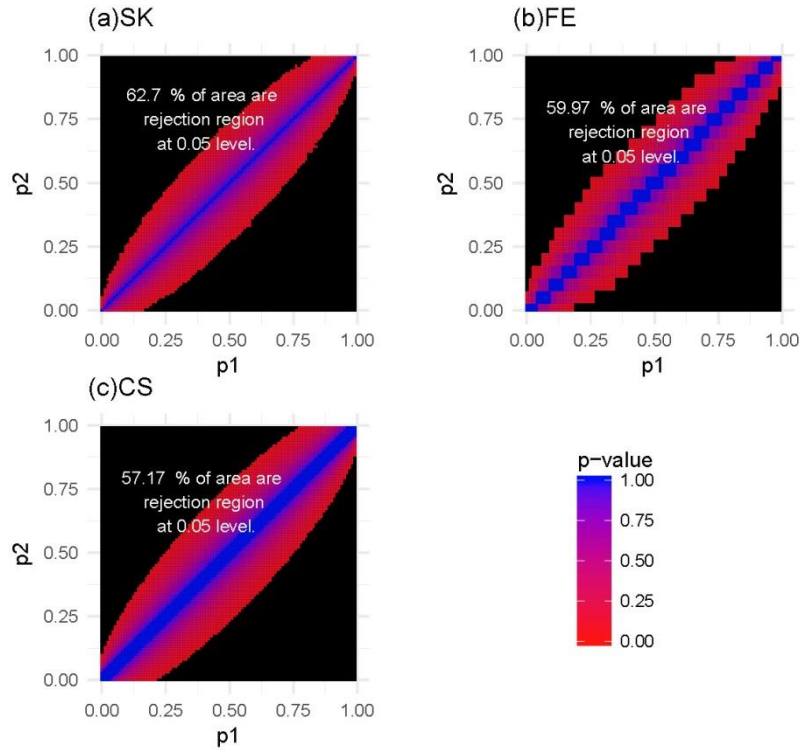 (a)SK
1.00
0.75
0.50
0.25
0.00
p2
62.7 % of area are
rejection region
at 0.05 level.
0.00 0.25 0.50 0.75 1.00
p1
(b)FE
1.00
0.75
0.50
0.25
0.00
p2
59.97 % of area are
rejection region
at 0.05 level.
0.00 0.25 0.50 0.75 1.00
p1
(c)CS
1.00
0.75
0.50
0.25
0.00
p2
57.17 % of area are
rejection region
at 0.05 level.
0.00 0.25 0.50 0.75 1.00
p1
p-value
1.00
0.75
0.50
0.25
0.00